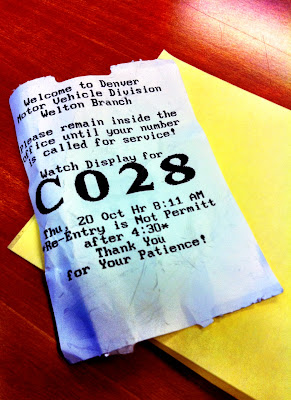 Welcome to Denver
Motor Vehicle Division
Welton Branch
Please remain inside the
office until your number
is called for service!
Watch Display for
C028
Thu, 20 Oct Hr 8:11 AM
*Re-Entry is Not Permitt
after 4:30*
Thank You
for Your Patience!